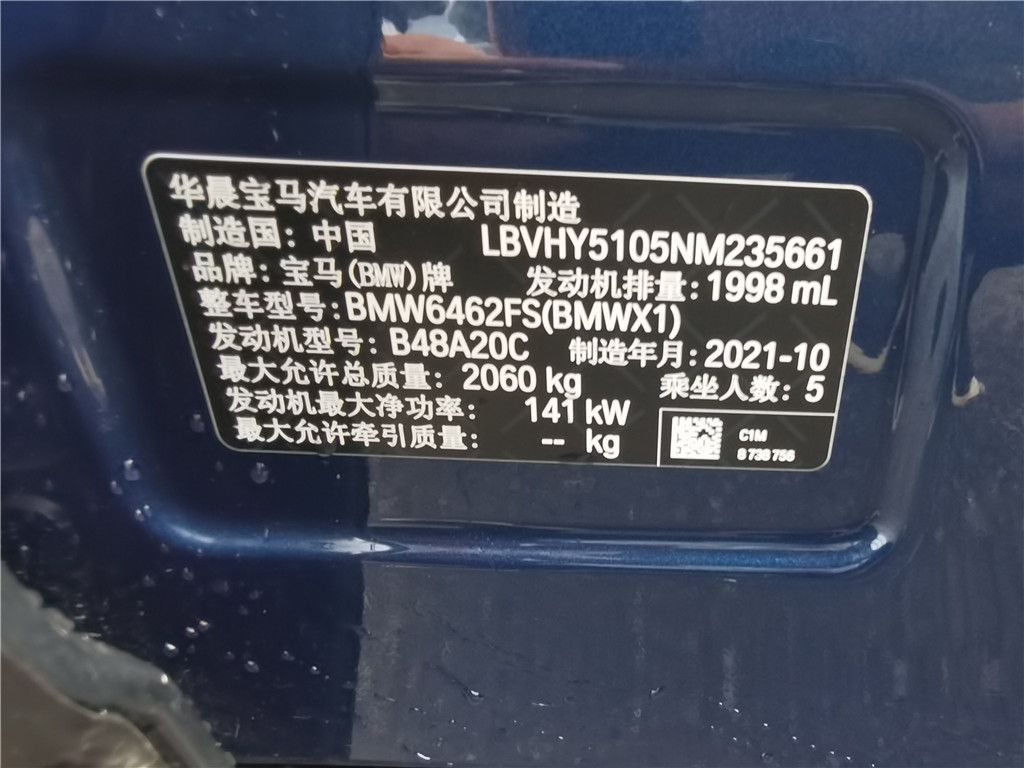 华晨宝马汽车有限公司制造
制造国：中国 LBVHY5105NM235661
品牌：宝马(BMW)牌 发动机排量：1998 mL
整车型号：BMW6462FS(BMWX1)
发动机型号：B48A20C 制造年月：2021-10
最大允许总质量：2060 kg 乘坐人数：5
发动机最大净功率：141 kW
最大允许牵引质量：-- kg
C1M
8 738 756